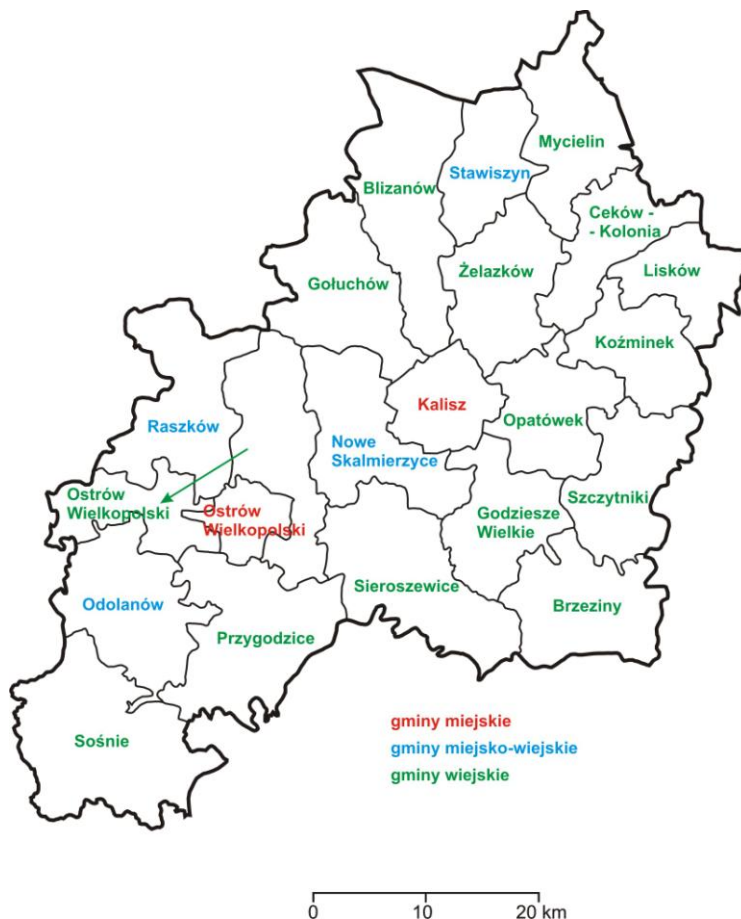 Mycielin
Stawiszyn
Blizanów
Ceków -
- Kolonia
Żelazków
Lisków
Gołuchów
Koźminek
Kalisz
Opatówek
Raszków
Nowe
Skalmierzyce
Ostrów
Wielkopolski
Szczytniki
Ostrów
Wielkopolski
Godziesze
Wielkie
Sieroszewice
Odolanów
Brzeziny
Przygodzice
Sośnie
gminy miejskie
gminy miejsko-wiejskie
gminy wiejskie
0 10 20 km